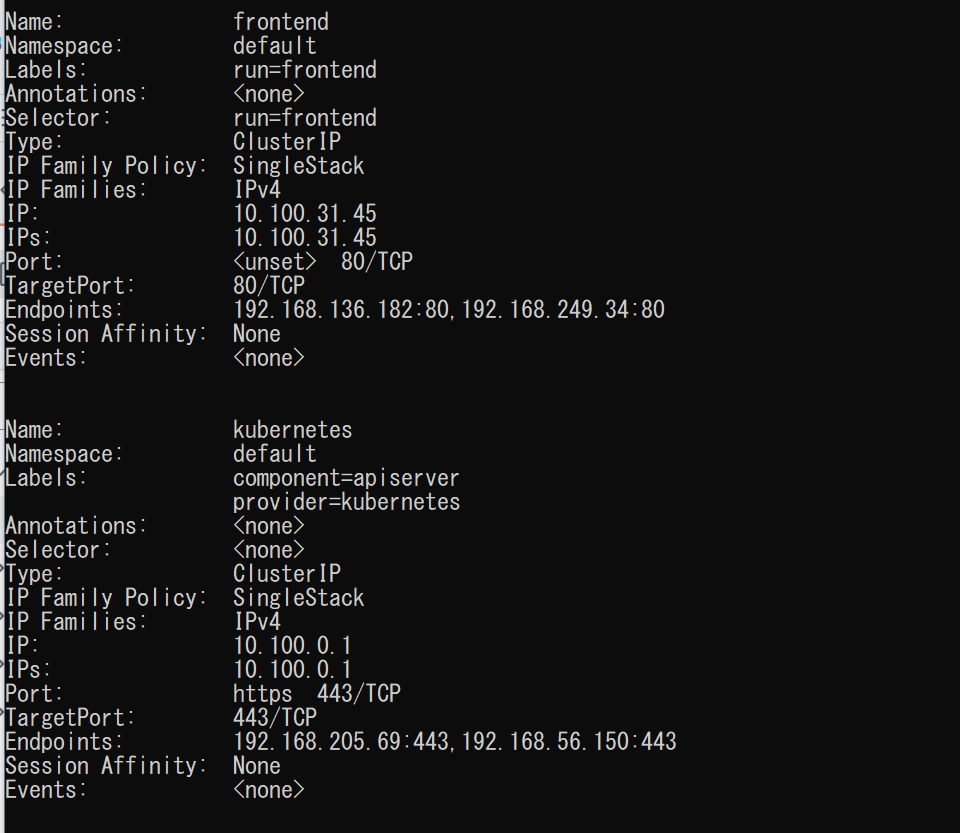 Name: frontend
Namespace: default
Labels: run=frontend
Annotations: <none>
Selector: run=frontend
Type: ClusterIP
IP Family Policy: SingleStack
IP Families: IPv4
IP: 10.100.31.45
IPs: 10.100.31.45
Port: <unset> 80/TCP
TargetPort: 80/TCP
Endpoints: 192.168.136.182:80,192.168.249.34:80
Session Affinity: None
Events: <none>
Name: kubernetes
Namespace: default
Labels: component=apiserver
provider=kubernetes
Annotations: <none>
Selector: <none>
Type: ClusterIP
IP Family Policy: SingleStack
IP Families: IPv4
IP: 10.100.0.1
IPs: 10.100.0.1
Port: https 443/TCP
TargetPort: 443/TCP
Endpoints: 192.168.205.69:443,192.168.56.150:443
Session Affinity: None
Events: <none>